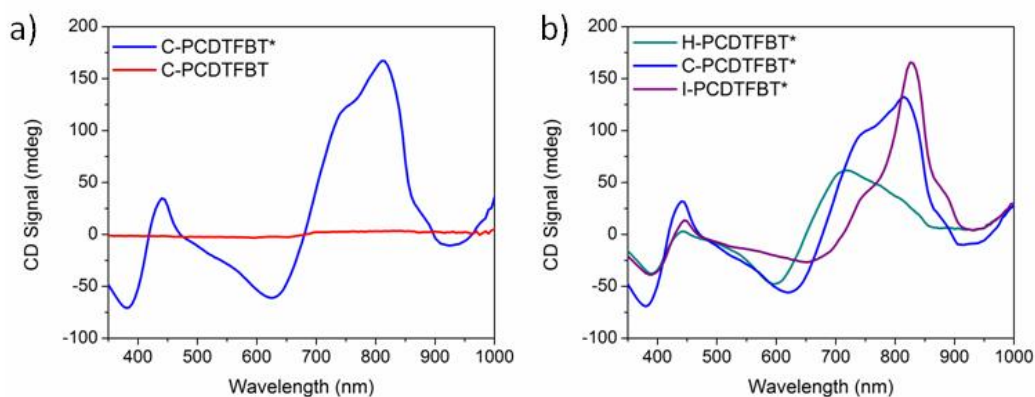 a)
C-PCDTFBT*
C-PCDTFBT
CD Signal (mdeg)
200
150
100
50
0
-50
-100
400 500 600 700 800 900 1000
Wavelength (nm)
b)
H-PCDTFBT*
C-PCDTFBT*
I-PCDTFBT*
CD Signal (mdeg)
200
150
100
50
0
-50
-100
400 500 600 700 800 900 1000
Wavelength (nm)